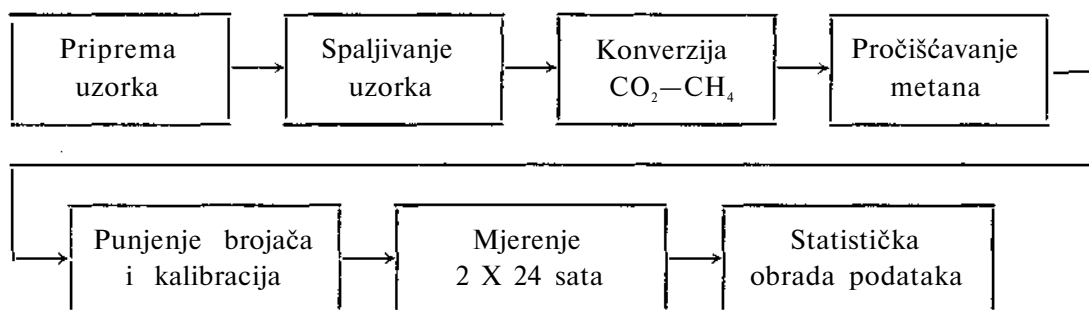 Priprema
uzorka
Spaljivanje
uzorka
Konverzija
CO₂—CH₄
Pročišćavanje
metana
Punjenje brojača
i kalibracija
Mjerenje
2 X 24 sata
Statistička
obrada podataka